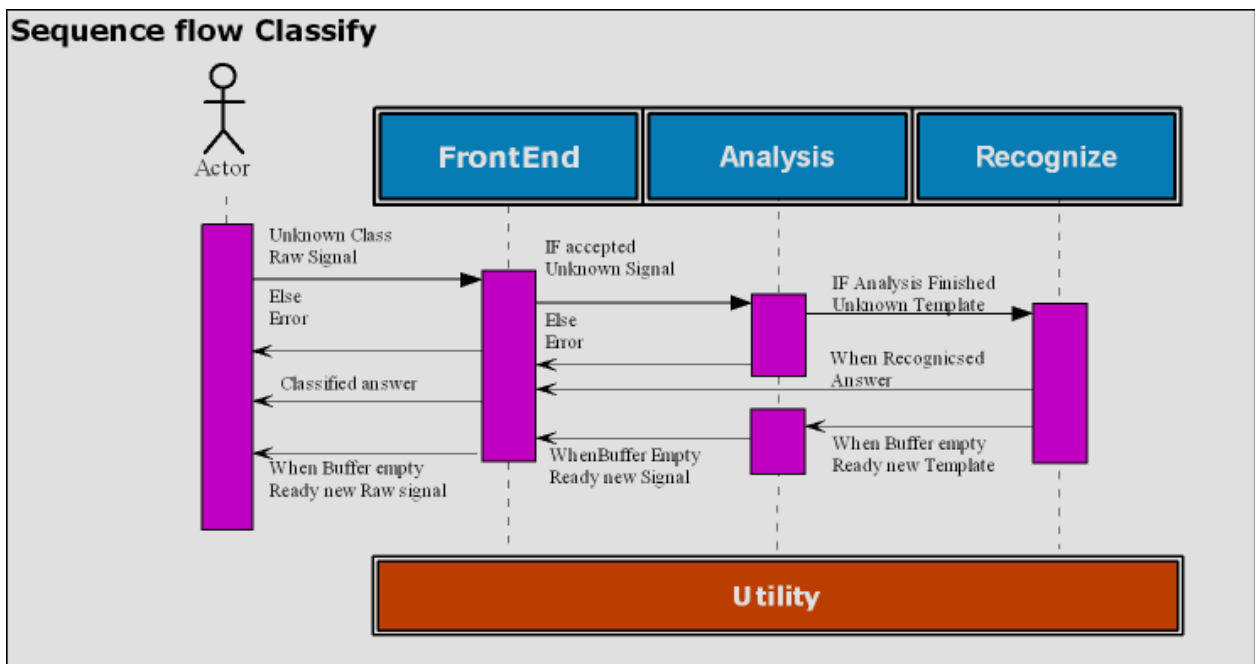 Sequence flow Classify
Actor
FrontEnd
Analysis
Recognize
Unknown Class
Raw Signal
IF accepted
Unknown Signal
IF Analysis Finished
Unknown Template
Else
Error
Else
Error
When Recognicsed
Answer
Classified answer
When Buffer empty
Ready new Raw signal
WhenBuffer Empty
Ready new Signal
When Buffer empty
Ready new Template
Utility